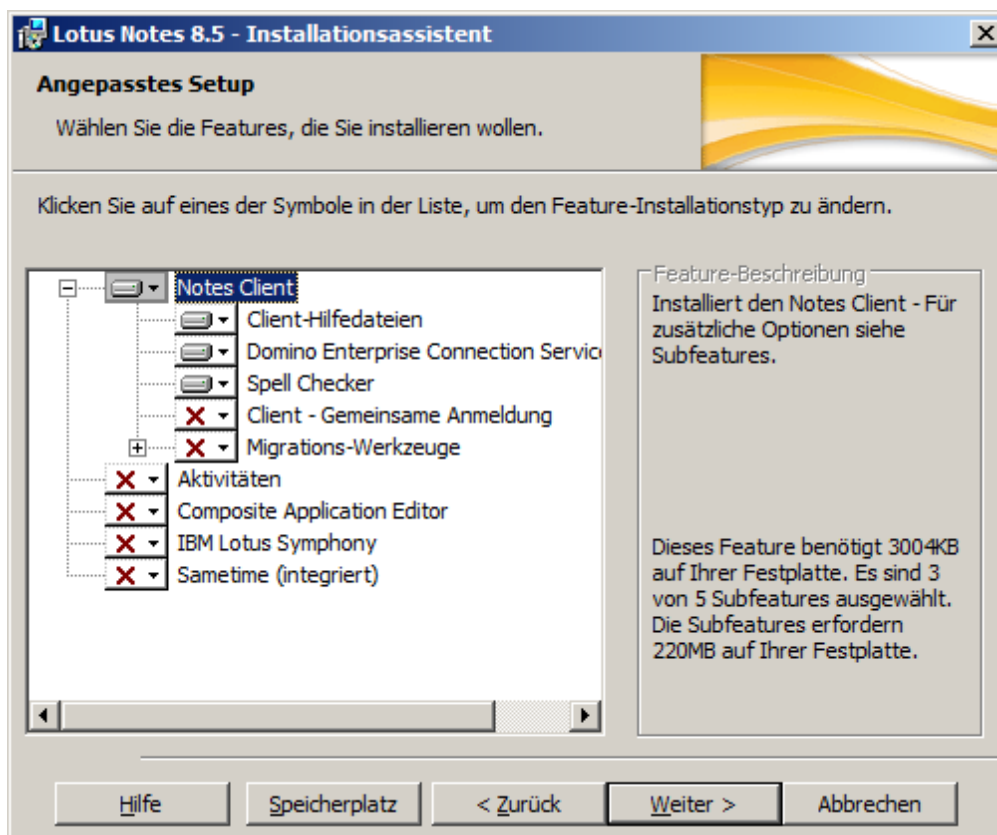 Lotus Notes 8.5 - Installationsassistent
Angepasstes Setup
Wählen Sie die Features, die Sie installieren wollen.
Klicken Sie auf eines der Symbole in der Liste, um den Feature-Installationstyp zu ändern.
Notes Client
Client-Hilfedateien
Domino Enterprise Connection Servic
Spell Checker
Client - Gemeinsame Anmeldung
Migrations-Werkzeuge
Aktivitäten
Composite Application Editor
IBM Lotus Symphony
Sametime (integriert)
Feature-Beschreibung
Installiert den Notes Client - Für
zusätzliche Optionen siehe
Subfeatures.
Dieses Feature benötigt 3004KB
auf Ihrer Festplatte. Es sind 3
von 5 Subfeatures ausgewählt.
Die Subfeatures erfordern
220MB auf Ihrer Festplatte.
Hilfe
Speicherplatz
< Zurück
Weiter >
Abbrechen